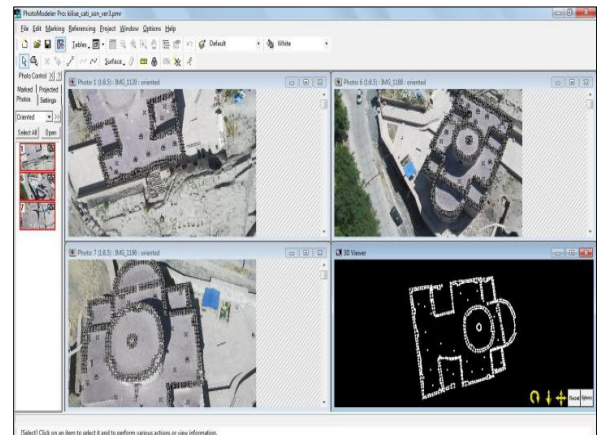 PhotoModeler Pro: kilise_cati_son_ver3.pmr
File Edit Marking Referencing Project Window Options Help
Tables Default White
Surface
Photo Control
Marked Projected
Photos Settings
Oriented
Select All Open
Photo 1 (1.6.5) : IMG_1120 : oriented
Photo 6 (1.6.5) : IMG_1188 : oriented
Photo 7 (1.6.5) : IMG_1196 : oriented
3D Viewer
[Select] Click on an item to select it and to perform various actions or view information.